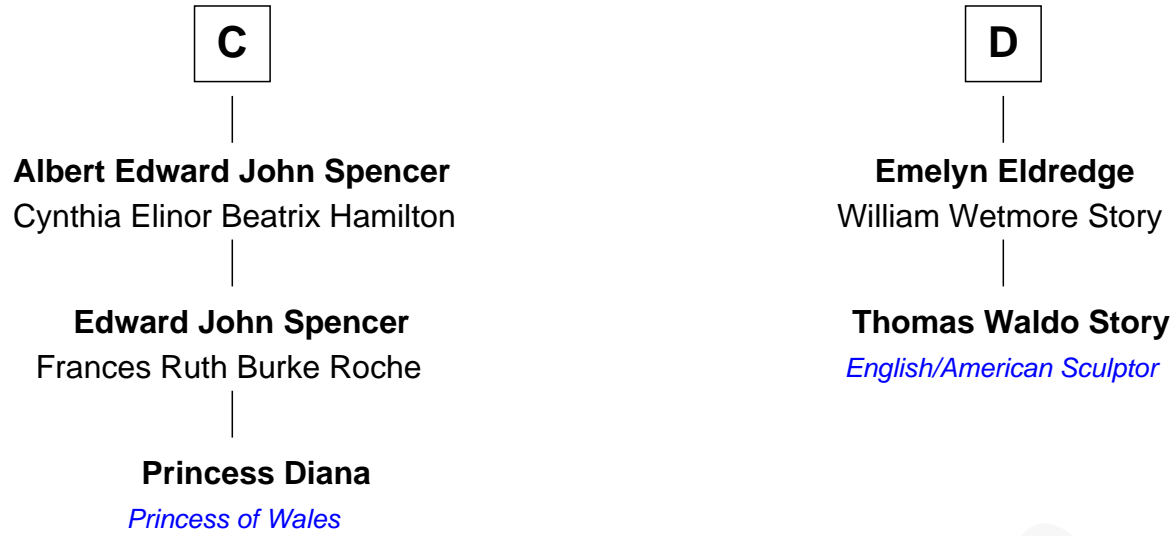 C
Albert Edward John Spencer
Cynthia Elinor Beatrix Hamilton
Edward John Spencer
Frances Ruth Burke Roche
Princess Diana
Princess of Wales
D
Emelyn Eldredge
William Wetmore Story
Thomas Waldo Story
English/American Sculptor